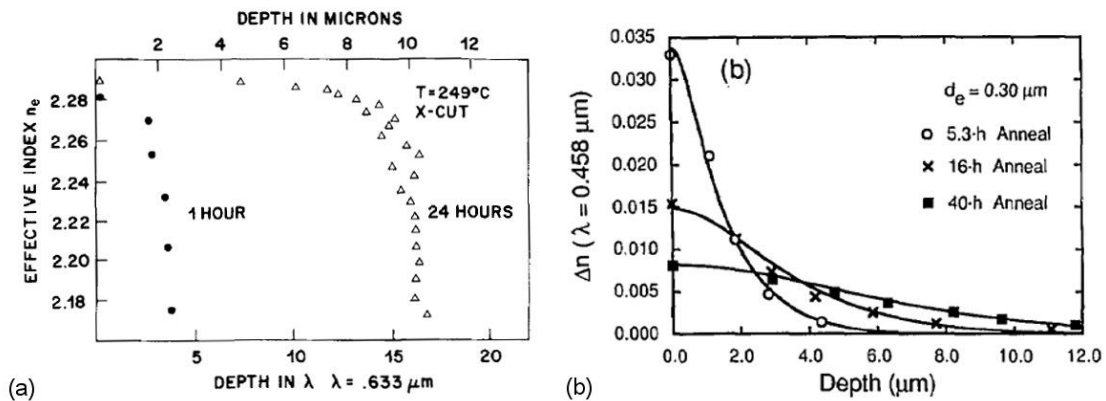 (a)
DEPTH IN MICRONS
0 2 4 6 8 10 12
EFFECTIVE INDEX nₑ
2.28
2.26
2.24
2.22
2.20
2.18
T=249°C
X-CUT
1 HOUR
24 HOURS
5 10 15 20
DEPTH IN λ λ = .633 μm
(b)
Δn (λ = 0.458 μm)
0.035
0.030
0.025
0.020
0.015
0.010
0.005
0.000
(b)
dₑ = 0.30 μm
5.3-h Anneal
16-h Anneal
40-h Anneal
0.0 2.0 4.0 6.0 8.0 10.0 12.0
Depth (μm)